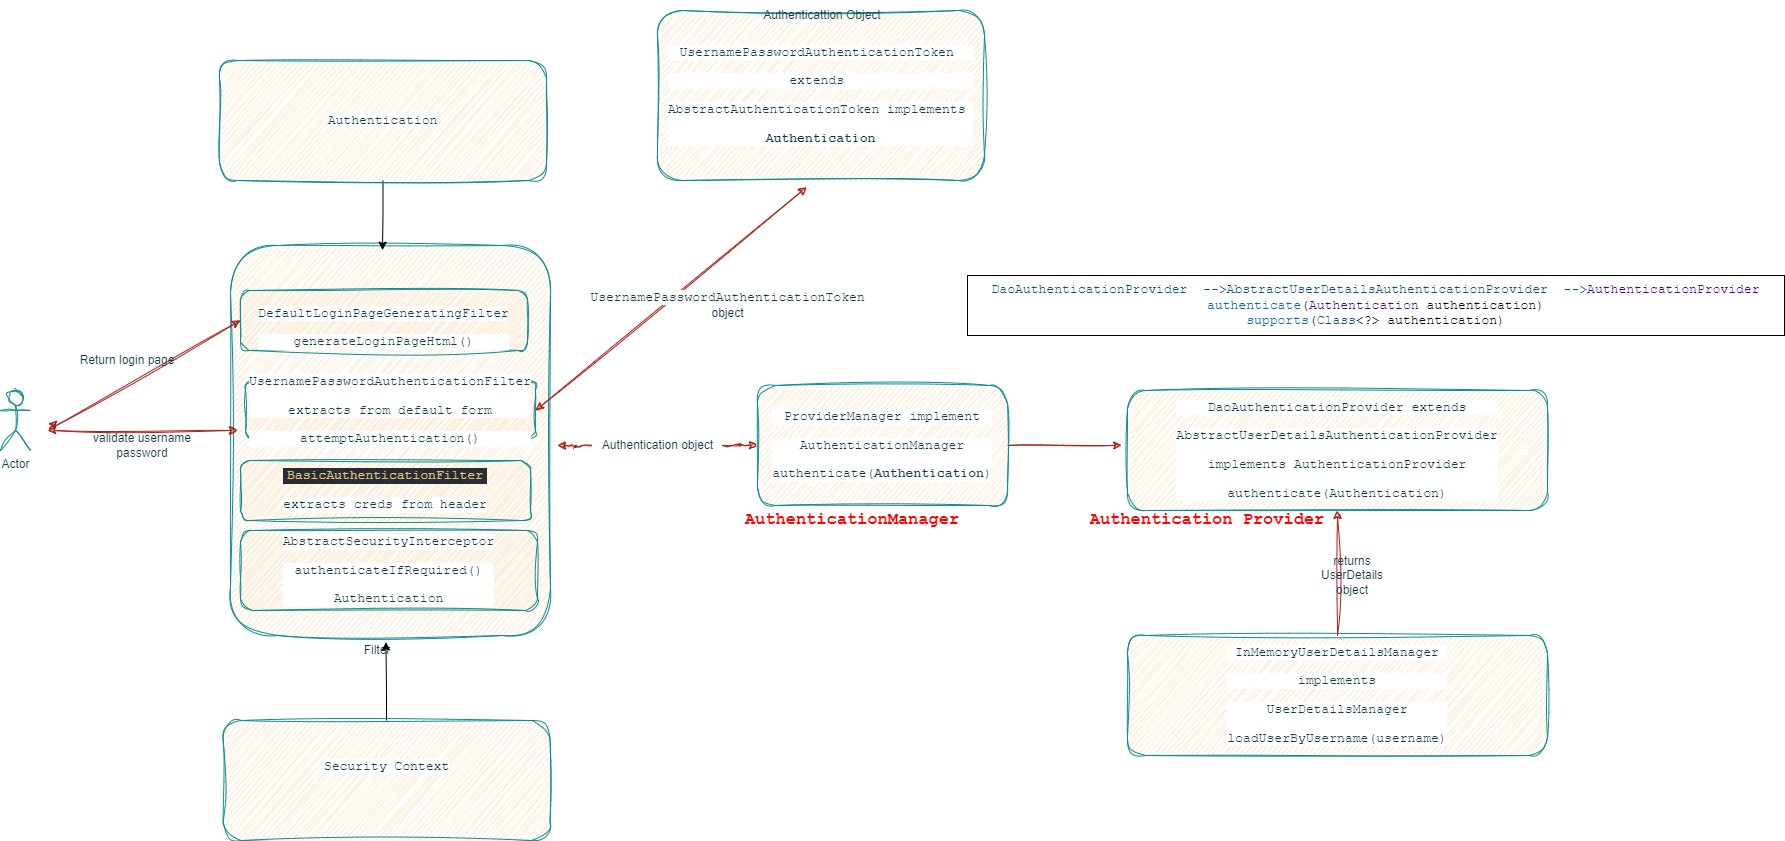 Authenticattion Object
UsernamePasswordAuthenticationToken
extends
AbstractAuthenticationToken implements
Authentication
Authentication
UsernamePasswordAuthenticationToken
object
DaoAuthenticationProvider -->AbstractUserDetailsAuthenticationProvider -->AuthenticationProvider
authenticate(Authentication authentication)
supports(Class<?> authentication)
DefaultLoginPageGeneratingFilter
generateLoginPageHtml()
Return login page
UsernamePasswordAuthenticationFilter
extracts from default form
attemptAuthentication()
validate username
password
Actor
BasicAuthenticationFilter
extracts creds from header
AbstractSecurityInterceptor
authenticateIfRequired()
Authentication
Filter
Authentication object
ProviderManager implement
AuthenticationManager
authenticate(Authentication)
AuthenticationManager
DaoAuthenticationProvider extends
AbstractUserDetailsAuthenticationProvider
implements AuthenticationProvider
authenticate(Authentication)
Authentication Provider
returns
UserDetails
object
InMemoryUserDetailsManager
implements
UserDetailsManager
loadUserByUsername(username)
Security Context